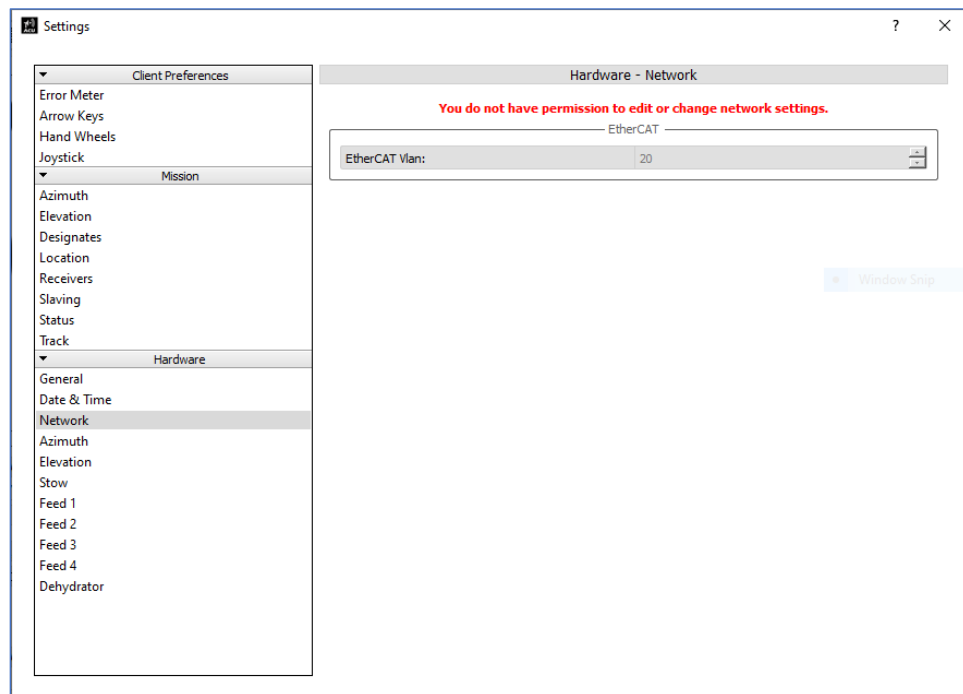 Settings
?
Client Preferences
Error Meter
Arrow Keys
Hand Wheels
Joystick
Mission
Azimuth
Elevation
Designates
Location
Receivers
Slaving
Status
Track
Hardware
General
Date & Time
Network
Azimuth
Elevation
Stow
Feed 1
Feed 2
Feed 3
Feed 4
Dehydrator
Hardware - Network
You do not have permission to edit or change network settings.
EtherCAT
EtherCAT Vlan: 20
Window Snip